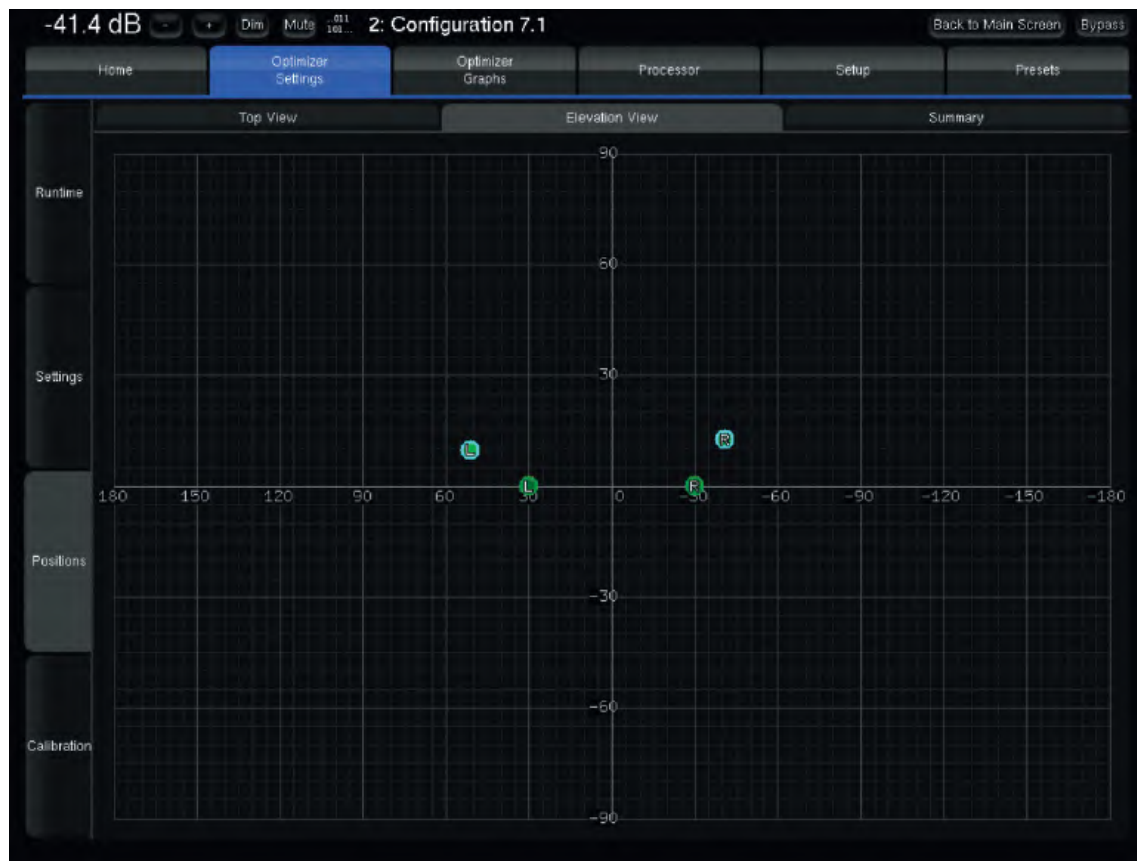 -41.4 dB - + Dim Mute ...011 101... 2: Configuration 7.1 Back to Main Screen Bypass
Home Optimizer Settings Optimizer Graphs Processor Setup Presets
Top View Elevation View Summary
90
Runtime
60
Settings
30
R
L
L R
180 150 120 90 60 30 0 -30 -60 -90 -120 -150 -180
Positions
-30
-60
Calibration
-90